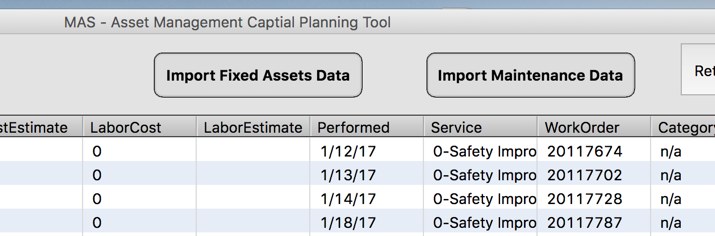 MAS - Asset Management Captial Planning Tool
Import Fixed Assets Data Import Maintenance Data Ret
stEstimate LaborCost LaborEstimate Performed Service WorkOrder Category
0 1/12/17 0-Safety Impro 20117674 n/a
0 1/13/17 0-Safety Impro 20117702 n/a
0 1/14/17 0-Safety Impro 20117728 n/a
0 1/18/17 0-Safety Impro 20117787 n/a